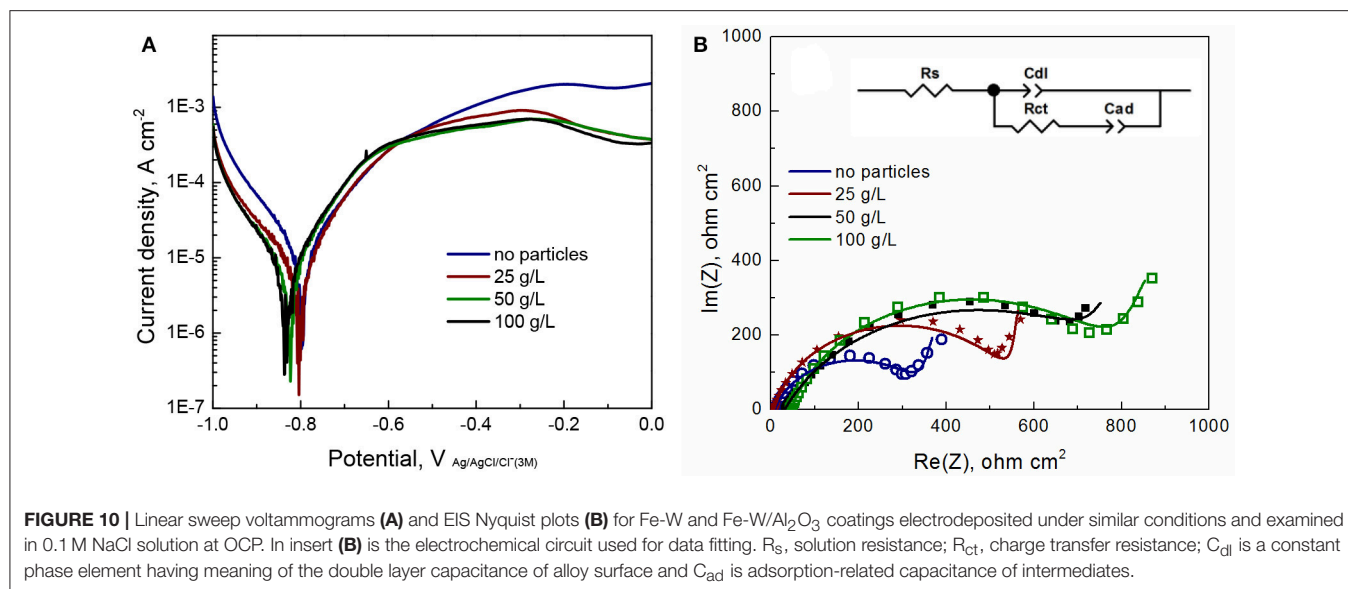 A
Current density, A cm⁻²
1E-3
1E-4
1E-5
1E-6
1E-7
-1.0 -0.8 -0.6 -0.4 -0.2 0.0
Potential, V Ag/AgCl/Cl⁻(3M)
no particles
25 g/L
50 g/L
100 g/L
B
Im(Z), ohm cm²
1000
800
600
400
200
0
0 200 400 600 800 1000
Re(Z), ohm cm²
Rs
Cdl
Rct
Cad
no particles
25 g/L
50 g/L
100 g/L
FIGURE 10 | Linear sweep voltammograms (A) and EIS Nyquist plots (B) for Fe-W and Fe-W/Al₂O₃ coatings electrodeposited under similar conditions and examined
in 0.1 M NaCl solution at OCP. In insert (B) is the electrochemical circuit used for data fitting. Rₛ, solution resistance; R_ct, charge transfer resistance; C_dl is a constant
phase element having meaning of the double layer capacitance of alloy surface and C_ad is adsorption-related capacitance of intermediates.